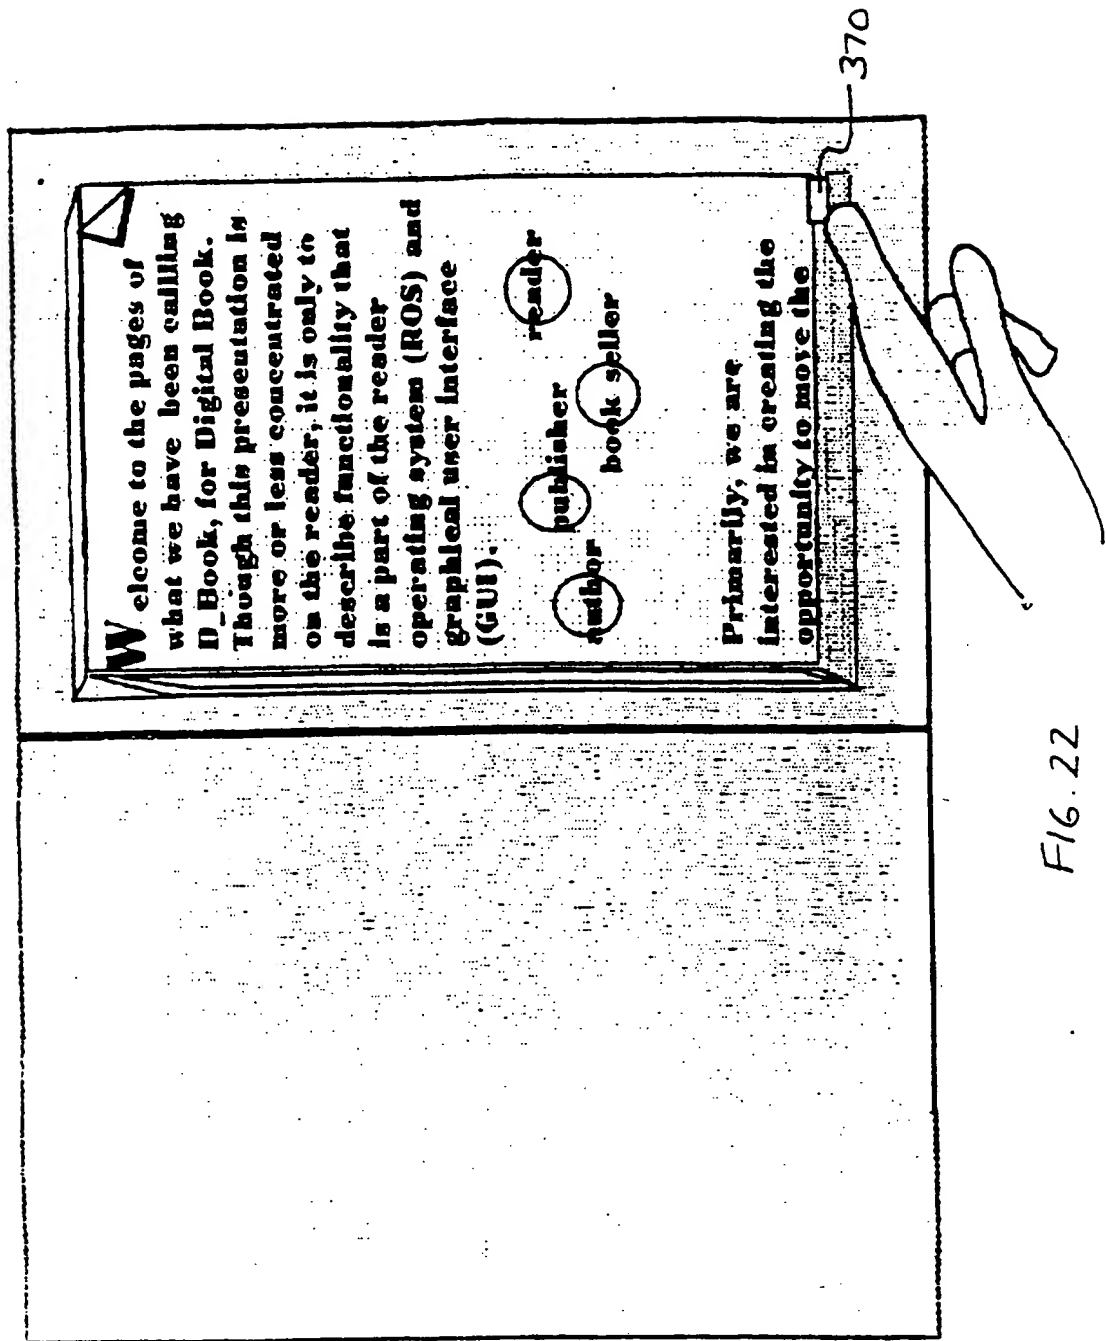 Welcome to the pages of
what we have been callling
D_Book, for Digital Book.
Though this presentation is
more or less concentrated
on the reader, it is only to
describe functionality that
is a part of the reader
operating system (ROS) and
graphical user interface
(GUI).
author
publisher
book seller
reader
Primarily, we are
interested in creating the
opportunity to move the
370
FIG. 22